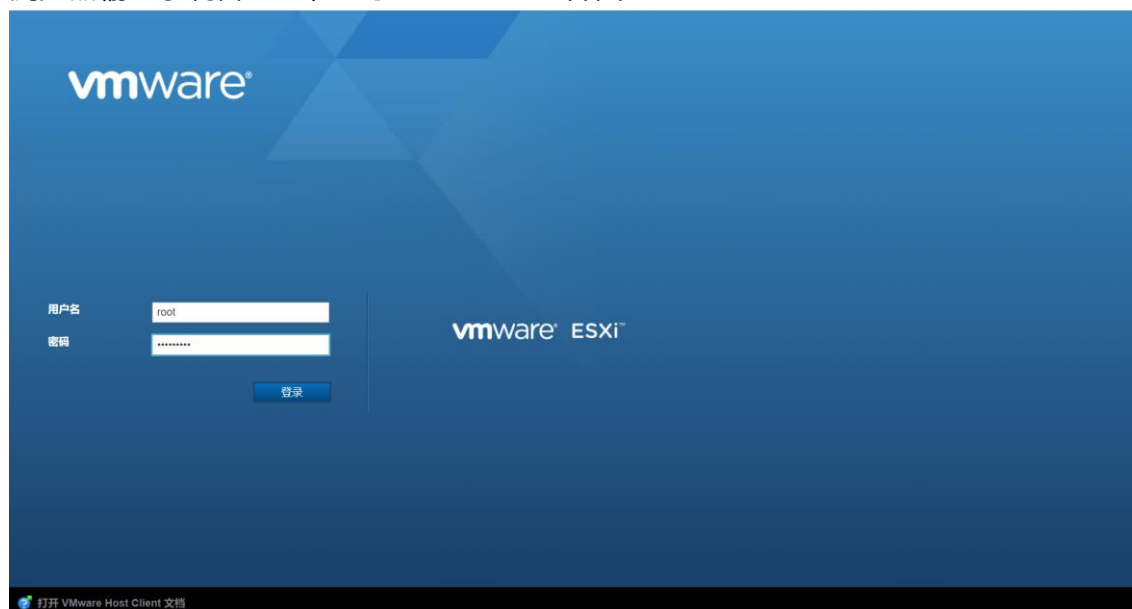 vmware®
用户名
root
密码
.........
vmware® ESXi™
登录
打开 VMware Host Client 文档